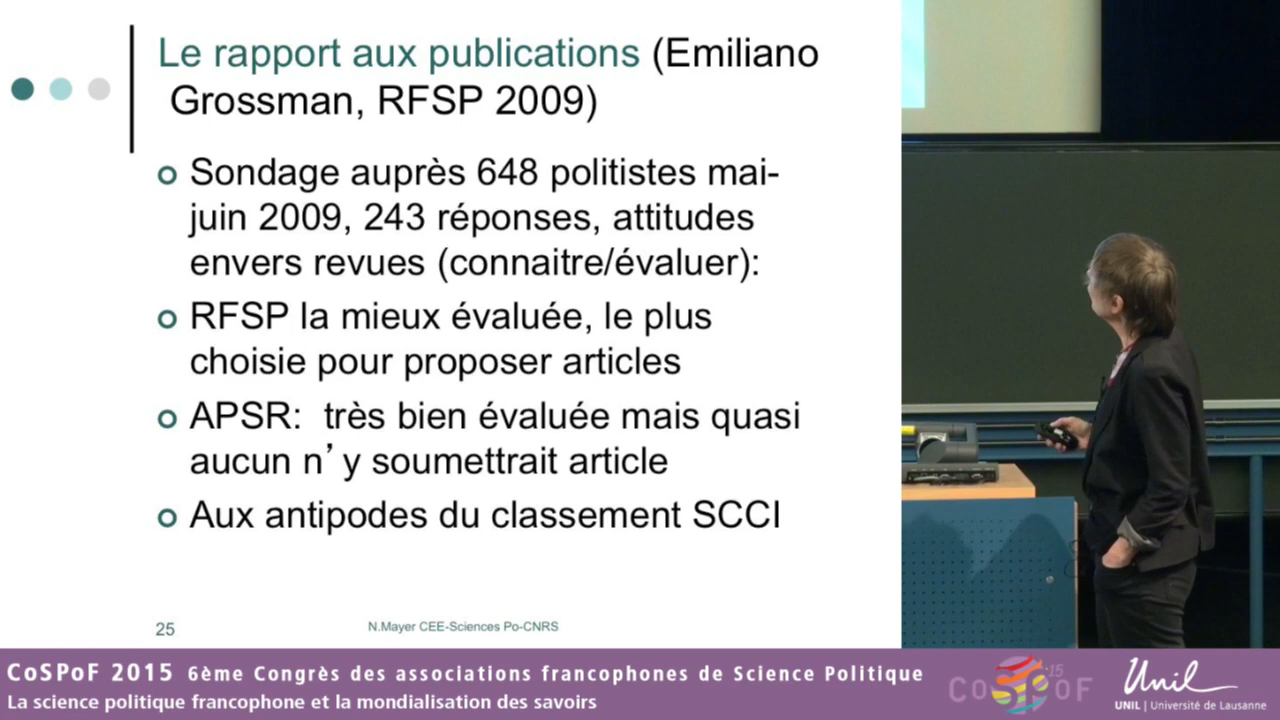 Le rapport aux publications (Emiliano
Grossman, RFSP 2009)
Sondage auprès 648 politistes mai-
juin 2009, 243 réponses, attitudes
envers revues (connaitre/évaluer):
RFSP la mieux évaluée, le plus
choisie pour proposer articles
APSR: très bien évaluée mais quasi
aucun n’y soumettrait article
Aux antipodes du classement SCCI
25
N.Mayer CEE-Sciences Po-CNRS
CoSPoF 2015 6ème Congrès des associations francophones de Science Politique
La science politique francophone et la mondialisation des savoirs
CoSPoF '15
Unil
UNIL | Université de Lausanne